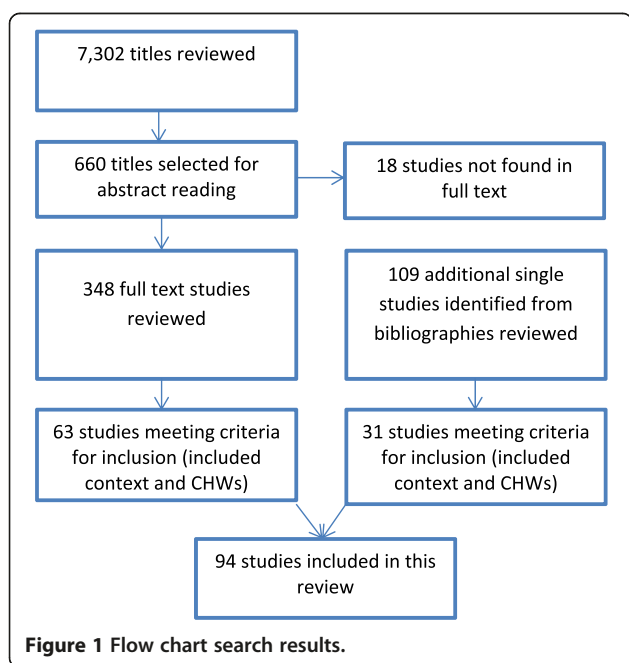 7,302 titles reviewed
660 titles selected for
abstract reading
18 studies not found in
full text
348 full text studies
reviewed
109 additional single
studies identified from
bibliographies reviewed
63 studies meeting criteria
for inclusion (included
context and CHWs)
31 studies meeting criteria
for inclusion (included
context and CHWs)
94 studies included in this
review
Figure 1 Flow chart search results.